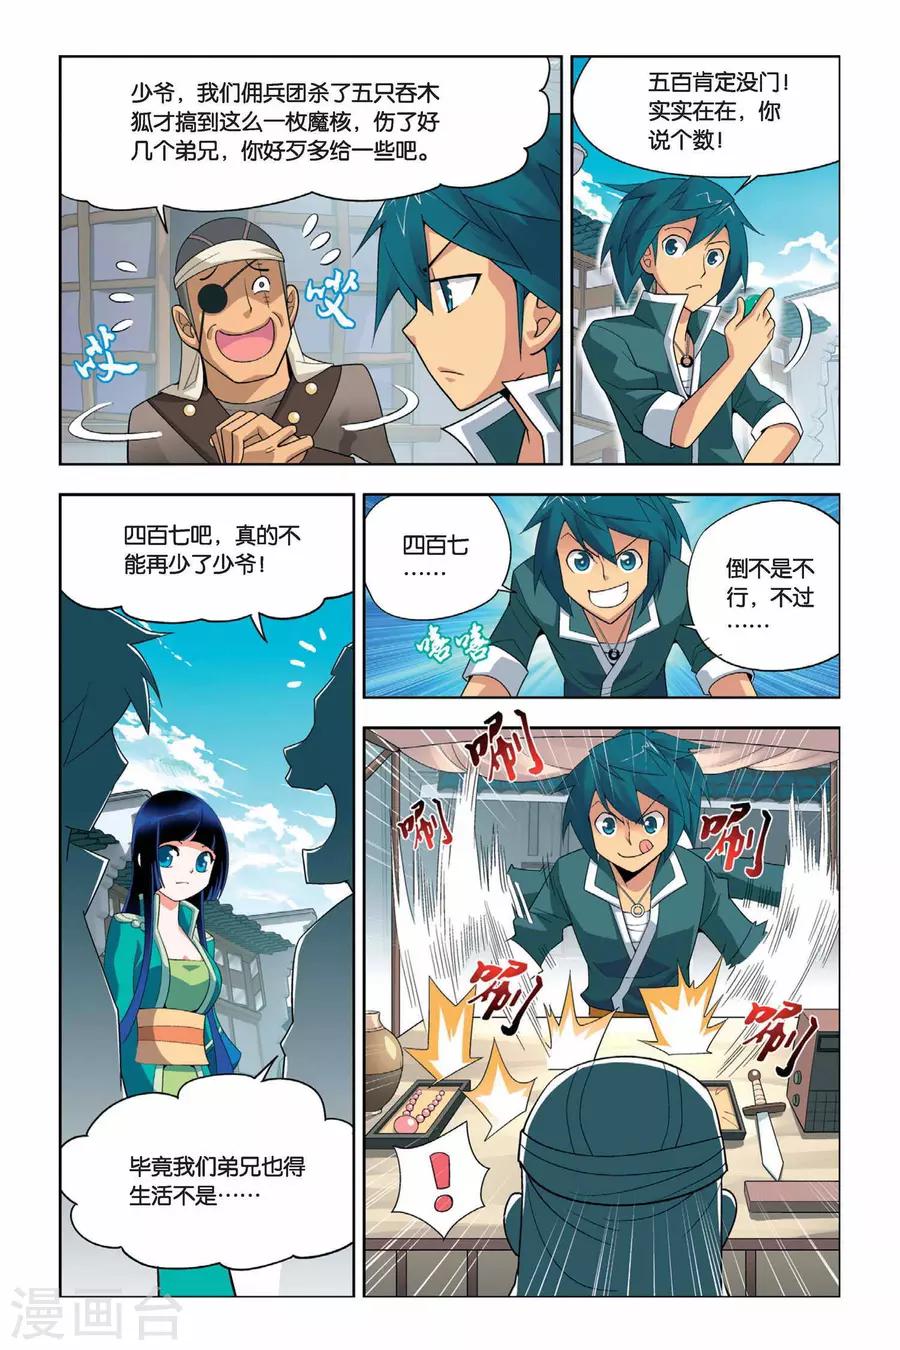 少爷，我们佣兵团杀了五只吞木
狐才搞到这么一枚魔核，伤了好
几个弟兄，你好歹多给一些吧。
哎
哎
五百肯定没门！
实实在在，你
说个数！
四百七吧，真的不
能再少了少爷！
毕竟我们弟兄也得
生活不是……
四百七
……
嘻嘻
倒不是不
行，不过
……
唰
唰
唰
唰
唰
！
漫画台